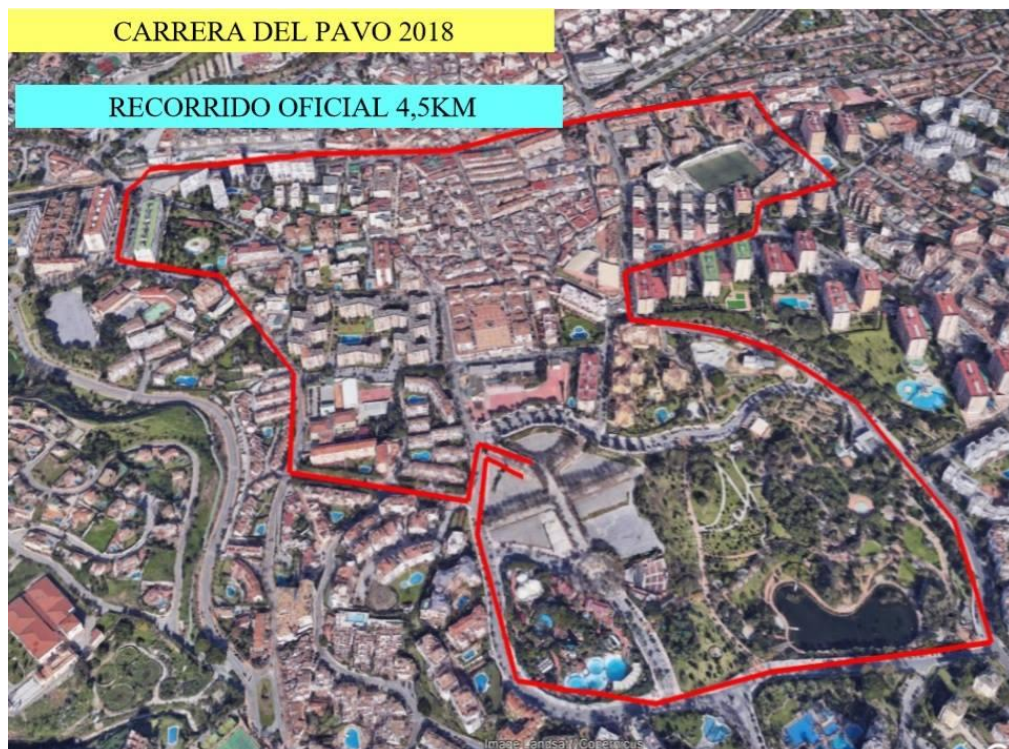 CARRERA DEL PAVO 2018
RECORRIDO OFICIAL 4,5KM
Image Landsat / Copernicus